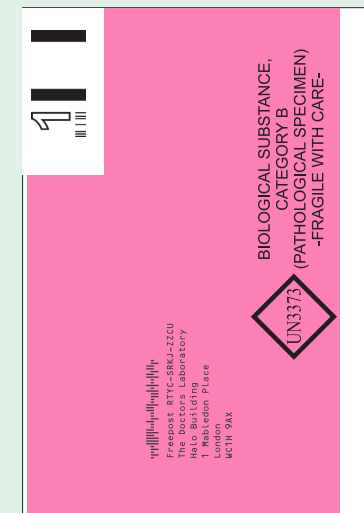 1
BIOLOGICAL SUBSTANCE,
CATEGORY B
(PATHOLOGICAL SPECIMEN)
-FRAGILE WITH CARE-
UN3373
Freepost RTYC-SRKJ-ZZCU
The Doctors Laboratory
Halo Building
1 Mabledon Place
London
WC1H 9AX